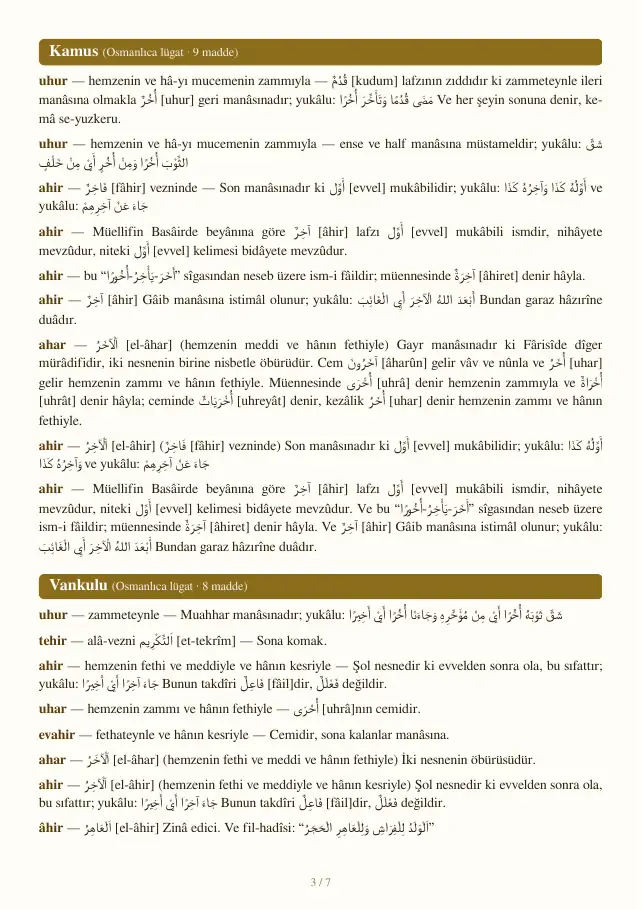 Kamus (Osmanlıca lügat · 9 madde)
uhur — hemzenin ve hâ-yı mucemenin zammıyla — قُدُمٌ [kudum] lafzının zıddıdır ki zammeteynle ileri
manâsına olmakla أُخُرٌ [uhur] geri manâsınadır; yukâlu: مَضَى قُدُمًا وَتَأَخَّرَ أُخُرًا Ve her şeyin sonuna denir, ke-
mâ se-yuzkeru.
uhur — hemzenin ve hâ-yı mucemenin zammıyla — ense ve half manâsına müstameldir; yukâlu: شَقَّ
الثَّوْبَ أُخُرًا وَمِنْ أُخُرٍ أَيْ مِنْ خَلْفٍ
ahir — فَاخِرٌ [fâhir] vezninde — Son manâsınadır ki أَوَّل [evvel] mukâbilidir; yukâlu: أَوَّلُهُ كَذَا وَآخِرُهُ كَذَا ve
yukâlu: جَاءَ عَنْ آخِرِهِمْ
ahir — Müellifin Basâirde beyânına göre آخِرٌ [âhir] lafzı أَوَّل [evvel] mukâbili ismdir, nihâyete
mevzûdur, niteki أَوَّل [evvel] kelimesi bidâyete mevzûdur.
ahir — bu “أَخَرَ-يَأْخِرُ-أُخُورًا” sîgasından neseb üzere ism-i fâildir; müennesinde آخِرَةٌ [âhiret] denir hâyla.
ahir — آخِرٌ [âhir] Gâib manâsına istimâl olunur; yukâlu: أَبْعَدَ اللهُ الْآخِرَ أَيِ الْغَائِبَ Bundan garaz hâzırîne
duâdır.
ahar — اَلْآخَرُ [el-âhar] (hemzenin meddi ve hânın fethiyle) Gayr manâsınadır ki Fârisîde dîger
mürâdifidir, iki nesnenin birine nisbetle öbürüdür. Cem آخَرُونَ [âharûn] gelir vâv ve nûnla ve أُخَرُ [uhar]
gelir hemzenin zammı ve hânın fethiyle. Müennesinde أُخْرَى [uhrâ] denir hemzenin zammıyla ve أُخْرَاةٌ
[uhrât] denir hâyla; ceminde أُخْرَيَاتٌ [uhreyât] denir, kezâlik أُخَرُ [uhar] denir hemzenin zammı ve hânın
fethiyle.
ahir — اَلْآخِرُ [el-âhir] (فَاخِرٌ [fâhir] vezninde) Son manâsınadır ki أَوَّل [evvel] mukâbilidir; yukâlu: أَوَّلُهُ كَذَا
وَآخِرُهُ كَذَا ve yukâlu: جَاءَ عَنْ آخِرِهِمْ
ahir — Müellifin Basâirde beyânına göre آخِرٌ [âhir] lafzı أَوَّل [evvel] mukâbili ismdir, nihâyete
mevzûdur, niteki أَوَّل [evvel] kelimesi bidâyete mevzûdur. Ve bu “أَخَرَ-يَأْخِرُ-أُخُورًا” sîgasından neseb üzere
ism-i fâildir; müennesinde آخِرَةٌ [âhiret] denir hâyla. Ve آخِرٌ [âhir] Gâib manâsına istimâl olunur; yukâlu:
أَبْعَدَ اللهُ الْآخِرَ أَيِ الْغَائِبَ Bundan garaz hâzırîne duâdır.
Vankulu (Osmanlıca lügat · 8 madde)
uhur — zammeteynle — Muahhar manâsınadır; yukâlu: شَقَّ ثَوْبَهُ أُخُرًا أَيْ مِنْ مُؤَخَّرِهِ وَجَاءَنَا أُخُرًا أَيْ أَخِيرًا
tehir — alâ-vezni اَلتَّكْرِيم [et-tekrîm] — Sona komak.
ahir — hemzenin fethi ve meddiyle ve hânın kesriyle — Şol nesnedir ki evvelden sonra ola, bu sıfattır;
yukâlu: جَاءَ آخِرًا أَيْ أَخِيرًا Bunun takdîri فَاعِلٌ [fâil]dir, فَعْلَلٌ değildir.
uhar — hemzenin zammı ve hânın fethiyle — أُخْرَى [uhrâ]nın cemidir.
evahir — fethateynle ve hânın kesriyle — Cemidir, sona kalanlar manâsına.
ahar — اَلْآخَرُ [el-âhar] (hemzenin fethi ve meddi ve hânın fethiyle) İki nesnenin öbürüsüdür.
ahir — اَلْآخِرُ [el-âhir] (hemzenin fethi ve meddiyle ve hânın kesriyle) Şol nesnedir ki evvelden sonra ola,
bu sıfattır; yukâlu: جَاءَ آخِرًا أَيْ أَخِيرًا Bunun takdîri فَاعِلٌ [fâil]dir, فَعْلَلٌ değildir.
âhir — اَلْعَاهِرُ [el-âhir] Zinâ edici. Ve fil-hadîsi: “اَلْوَلَدُ لِلْفِرَاشِ وَلِلْعَاهِرِ الْحَجَرُ”
3 / 7